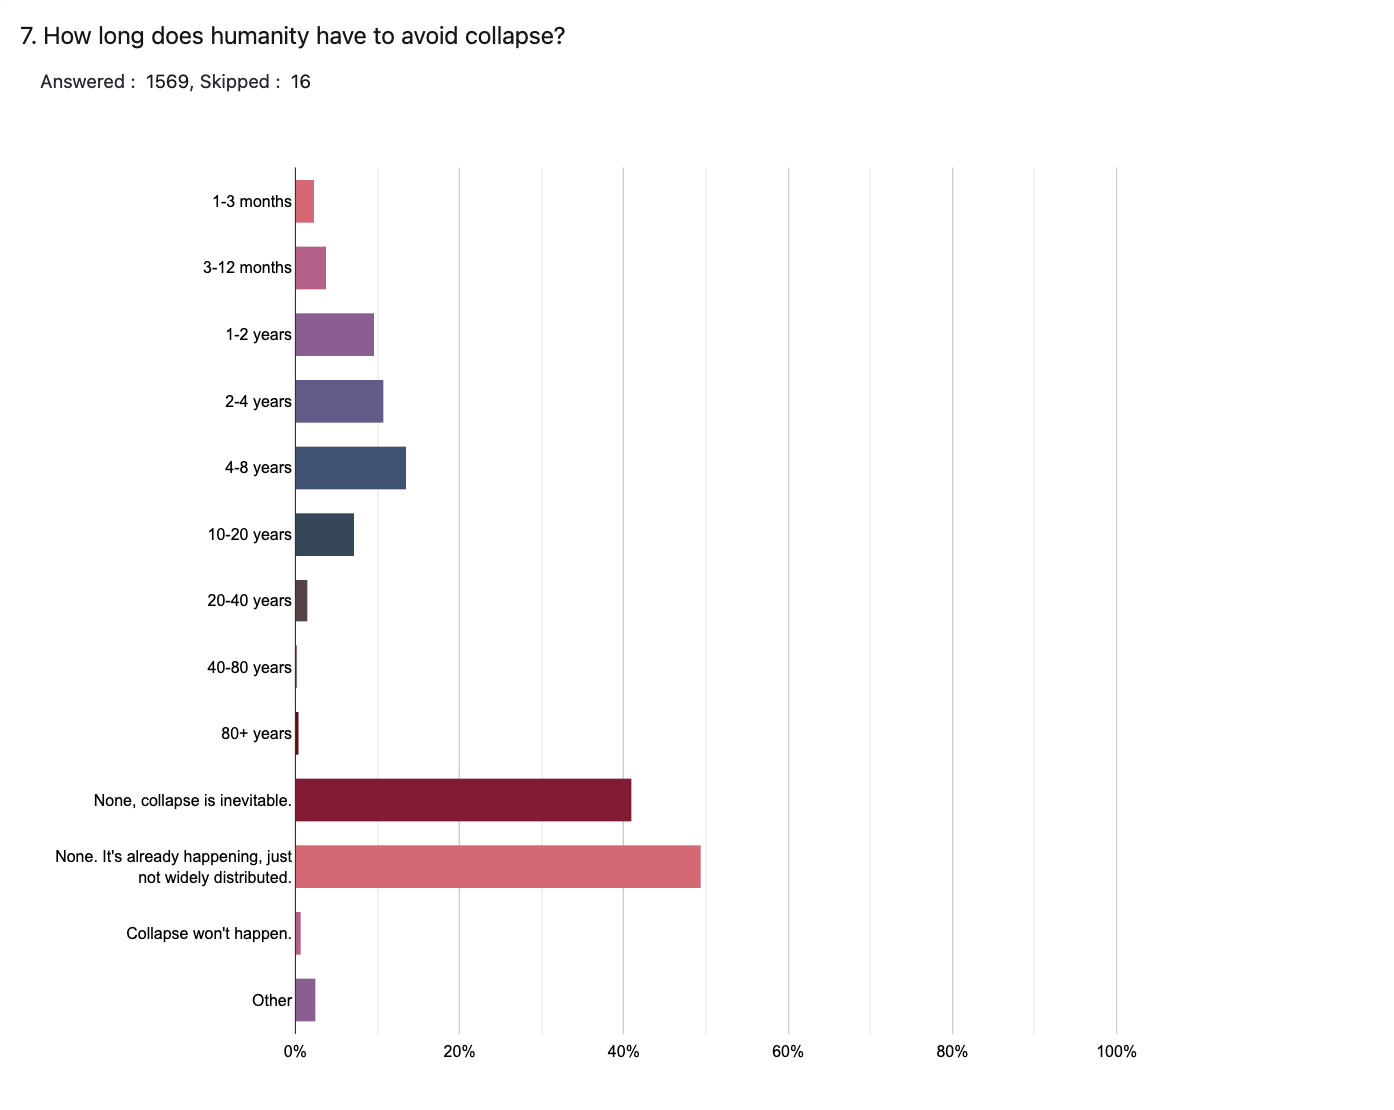 7. How long does humanity have to avoid collapse?
Answered :  1569, Skipped :  16
1-3 months
3-12 months
1-2 years
2-4 years
4-8 years
10-20 years
20-40 years
40-80 years
80+ years
None, collapse is inevitable.
None. It's already happening, just
not widely distributed.
Collapse won't happen.
Other
0% 20% 40% 60% 80% 100%